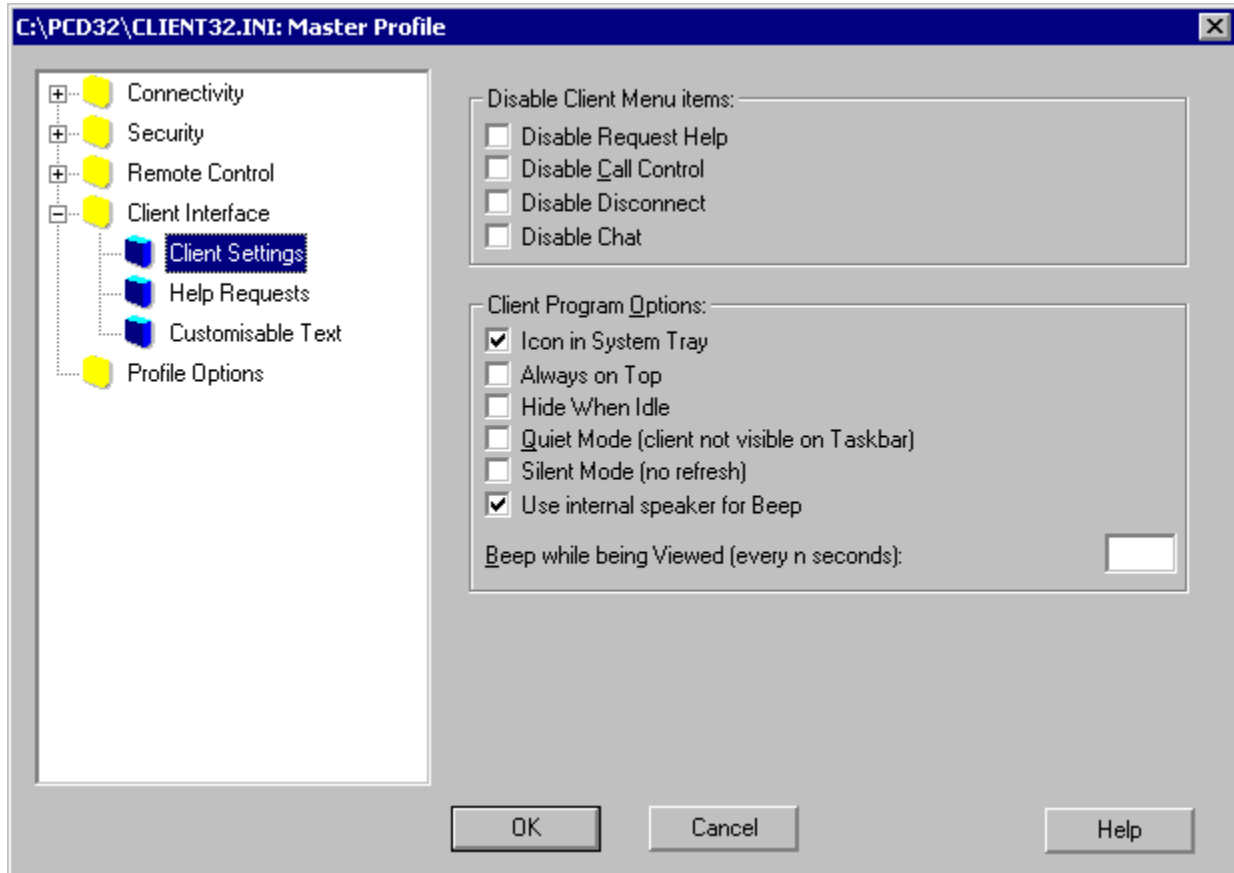 C:\PCD32\CLIENT32.INI: Master Profile
Connectivity
Security
Remote Control
Client Interface
Client Settings
Help Requests
Customisable Text
Profile Options
Disable Client Menu items:
Disable Request Help
Disable Call Control
Disable Disconnect
Disable Chat
Client Program Options:
Icon in System Tray
Always on Top
Hide When Idle
Quiet Mode (client not visible on Taskbar)
Silent Mode (no refresh)
Use internal speaker for Beep
Beep while being Viewed (every n seconds):
OK
Cancel
Help